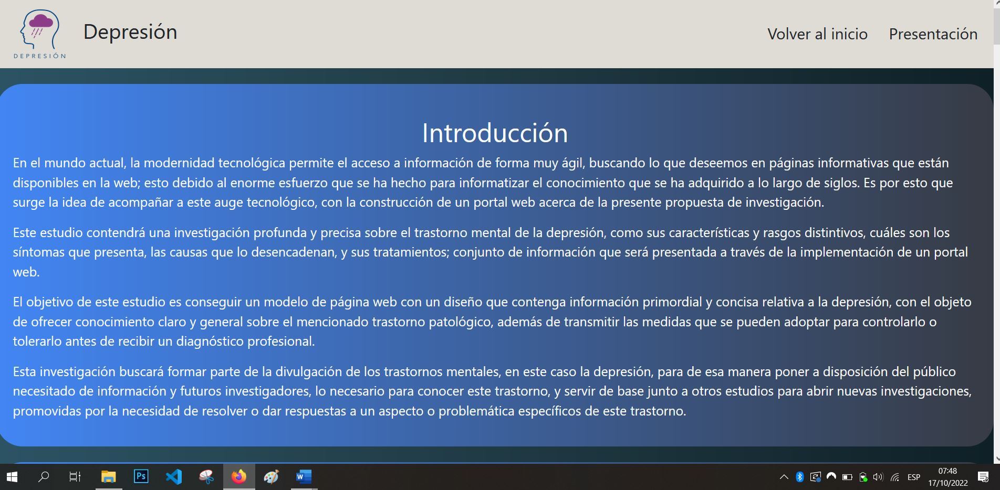 DEPRESIÓN
Depresión
Volver al inicio
Presentación
Introducción
En el mundo actual, la modernidad tecnológica permite el acceso a información de forma muy ágil, buscando lo que deseemos en páginas informativas que están
disponibles en la web; esto debido al enorme esfuerzo que se ha hecho para informatizar el conocimiento que se ha adquirido a lo largo de siglos. Es por esto que
surge la idea de acompañar a este auge tecnológico, con la construcción de un portal web acerca de la presente propuesta de investigación.
Este estudio contendrá una investigación profunda y precisa sobre el trastorno mental de la depresión, como sus características y rasgos distintivos, cuáles son los
síntomas que presenta, las causas que lo desencadenan, y sus tratamientos; conjunto de información que será presentada a través de la implementación de un portal
web.
El objetivo de este estudio es conseguir un modelo de página web con un diseño que contenga información primordial y concisa relativa a la depresión, con el objeto
de ofrecer conocimiento claro y general sobre el mencionado trastorno patológico, además de transmitir las medidas que se pueden adoptar para controlarlo o
tolerarlo antes de recibir un diagnóstico profesional.
Esta investigación buscará formar parte de la divulgación de los trastornos mentales, en este caso la depresión, para de esa manera poner a disposición del público
necesitado de información y futuros investigadores, lo necesario para conocer este trastorno, y servir de base junto a otros estudios para abrir nuevas investigaciones,
promovidas por la necesidad de resolver o dar respuestas a un aspecto o problemática específicos de este trastorno.
Ps
W
ESP
07:48
17/10/2022